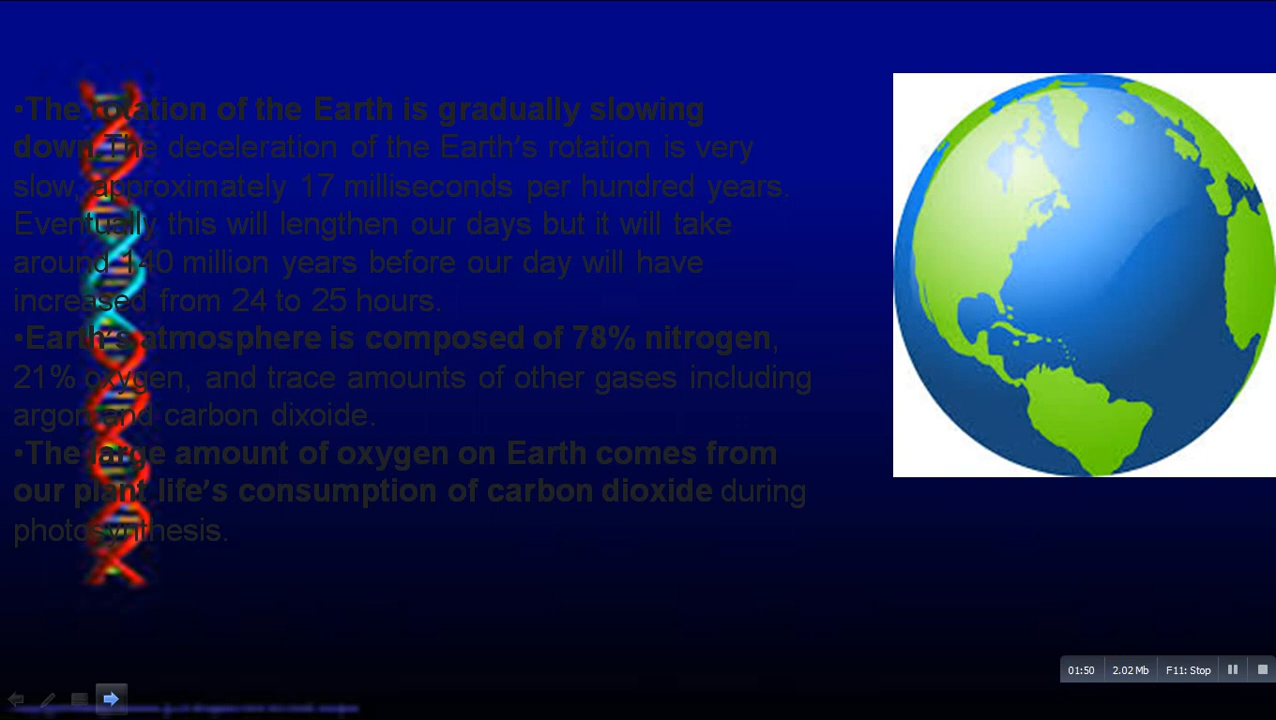 •The rotation of the Earth is gradually slowing
down. The deceleration of the Earth's rotation is very
slow, approximately 17 milliseconds per hundred years.
Eventually this will lengthen our days but it will take
around 140 million years before our day will have
increased from 24 to 25 hours.
•Earth's atmosphere is composed of 78% nitrogen,
21% oxygen, and trace amounts of other gases including
argon and carbon dixoide.
•The large amount of oxygen on Earth comes from
our plant life's consumption of carbon dioxide during
photosynthesis.
01:50 2.02 Mb F11: Stop